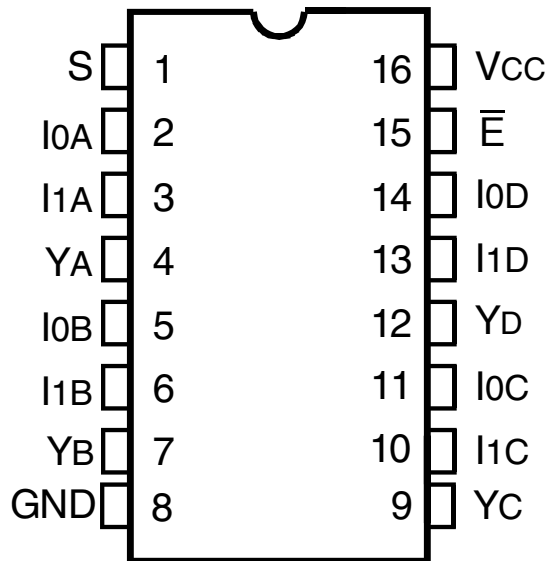 S 1 16 VCC
I0A 2 15 E̅
I1A 3 14 I0D
YA 4 13 I1D
I0B 5 12 YD
I1B 6 11 I0C
YB 7 10 I1C
GND 8 9 YC